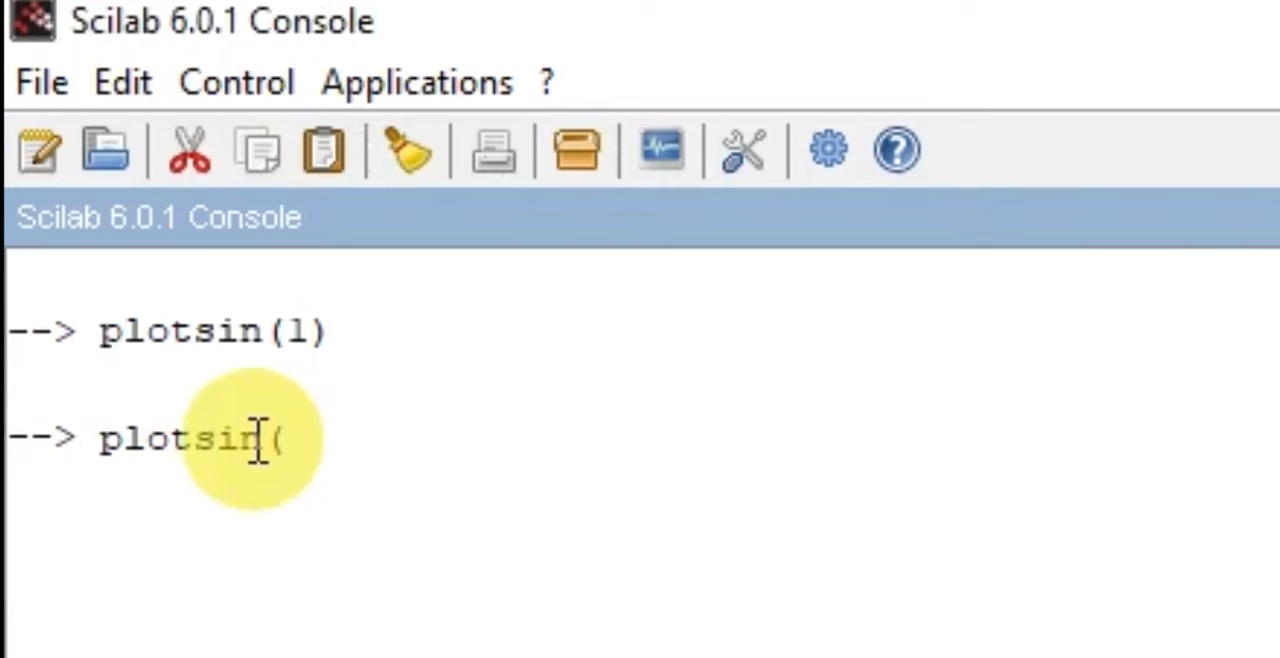 Scilab 6.0.1 Console
File Edit Control Applications ?
Scilab 6.0.1 Console
--> plotsin(1)
--> plotsin(